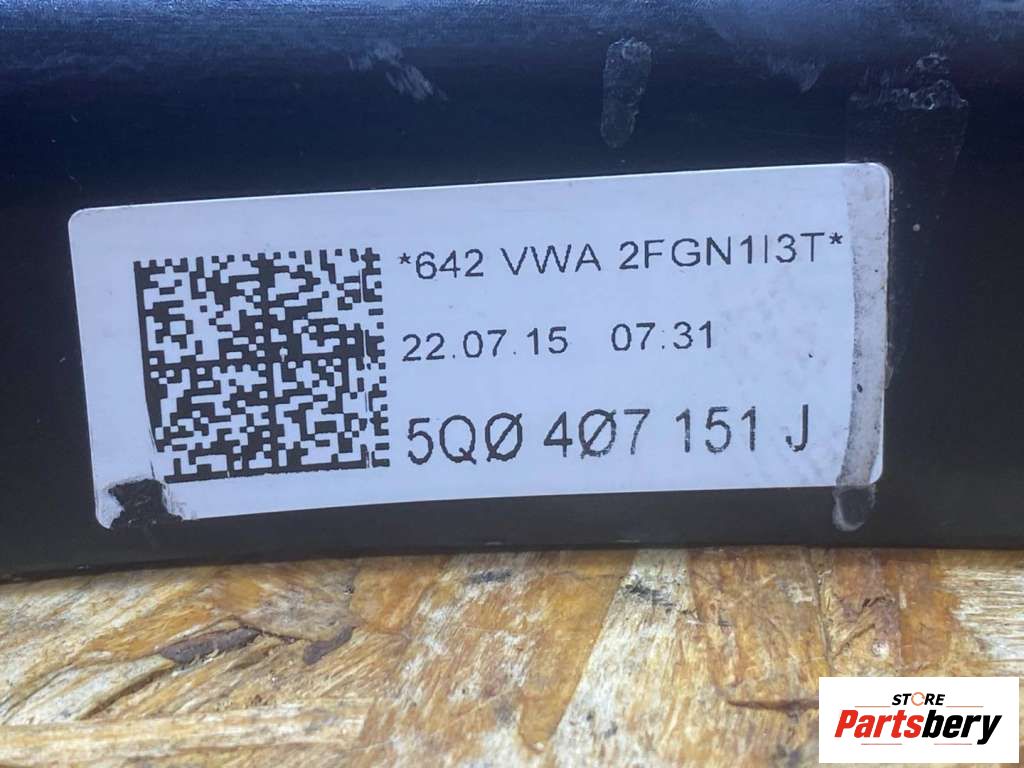 *642 VWA 2FGN1I3T*
22.07.15 07:31
5QØ 4Ø7 151 J
STORE
Partsbery